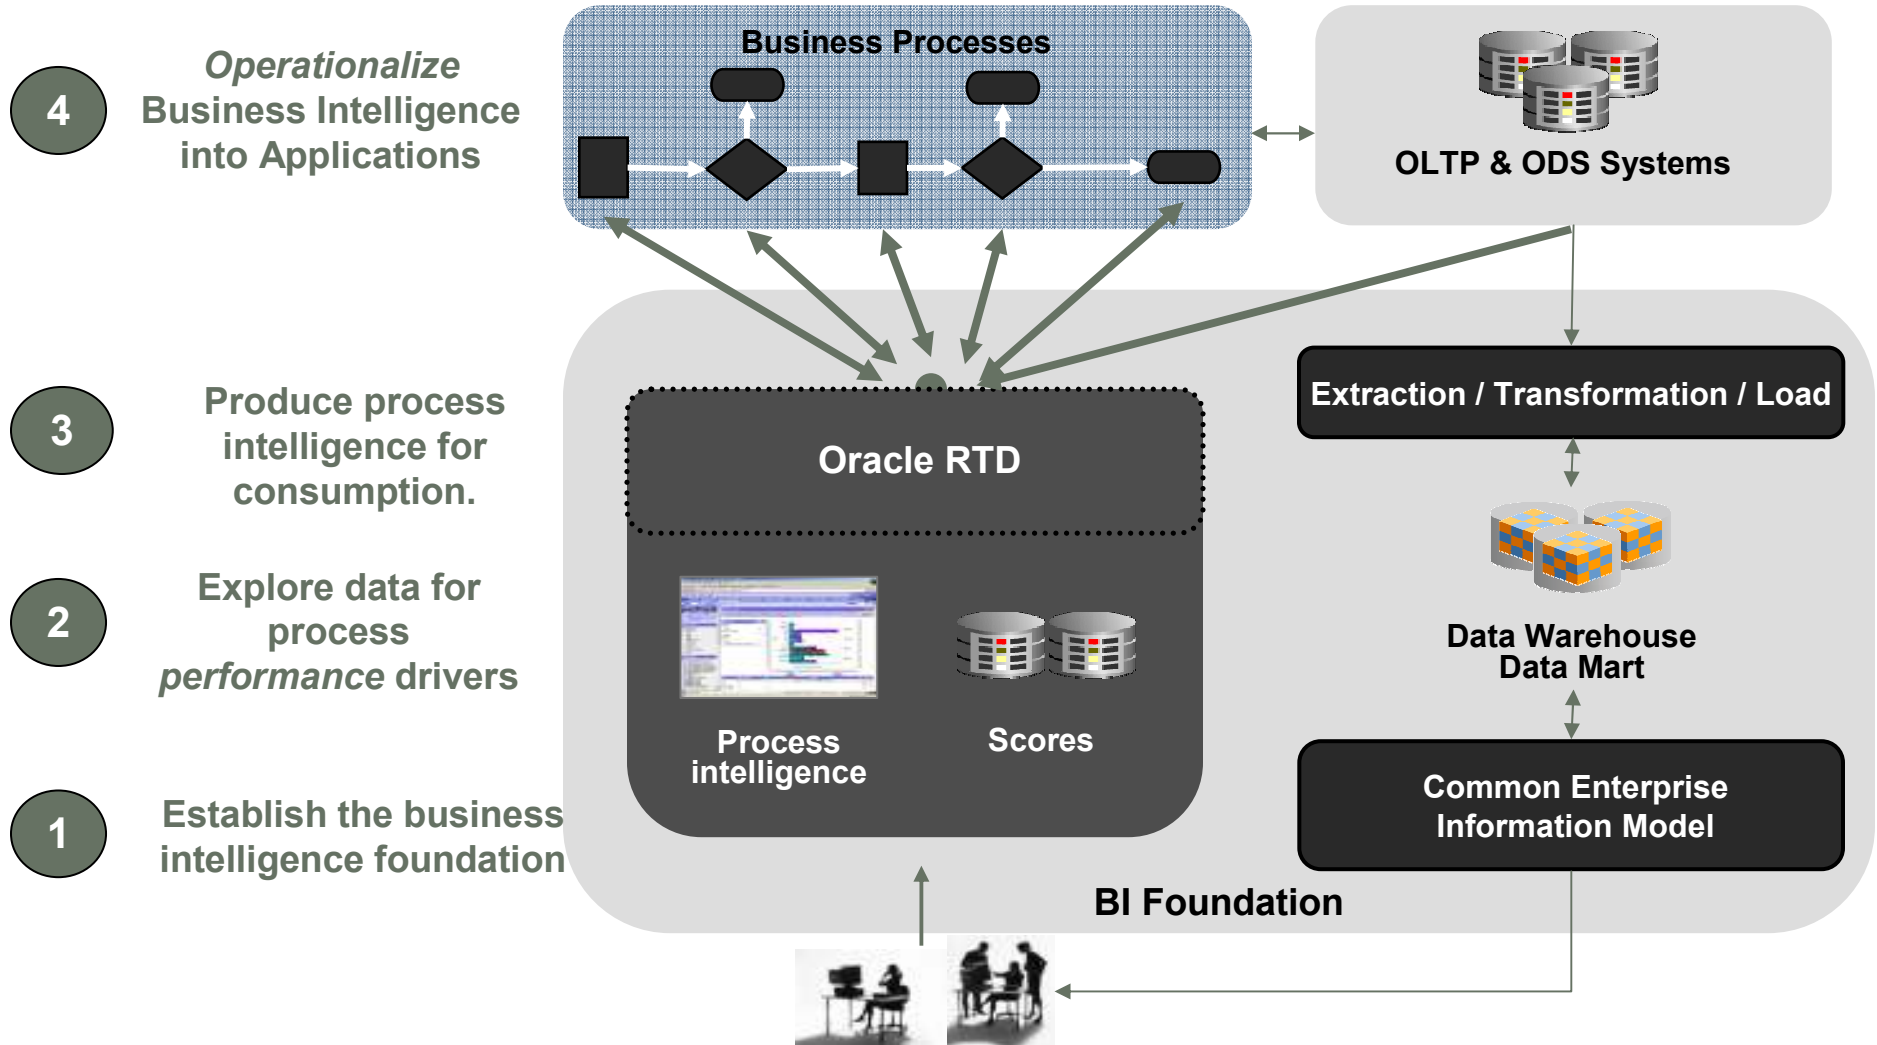 4
Operationalize
Business Intelligence
into Applications
Business Processes
OLTP & ODS Systems
3
Produce process
intelligence for
consumption.
Oracle RTD
Extraction / Transformation / Load
2
Explore data for
process
performance drivers
Process
intelligence
Scores
Data Warehouse
Data Mart
1
Establish the business
intelligence foundation
Common Enterprise
Information Model
BI Foundation